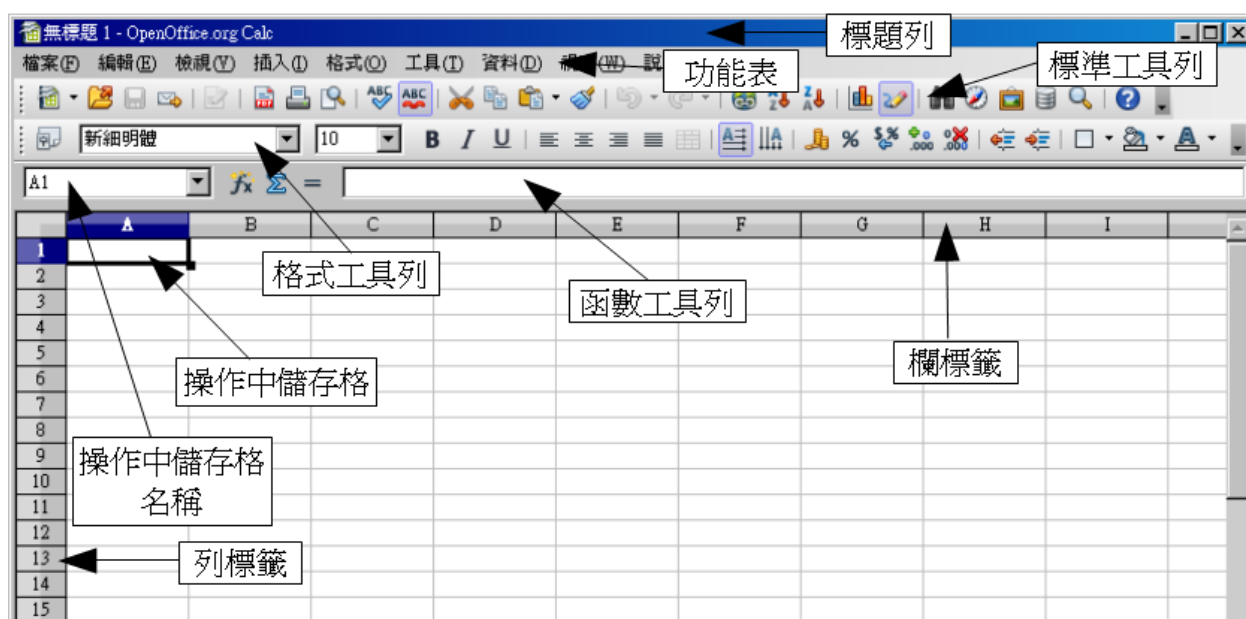 無標題 1 - OpenOffice.org Calc
標題列
檔案(F) 編輯(E) 檢視(V) 插入(I) 格式(O) 工具(T) 資料(D) (W) 說
功能表
標準工具列
新細明體 10 B I U
A1 =
A B C D E F G H I
1
2
格式工具列
3
函數工具列
4
5
欄標籤
6
操作中儲存格
7
8
9
操作中儲存格
名稱
10
11
12
13
列標籤
14
15